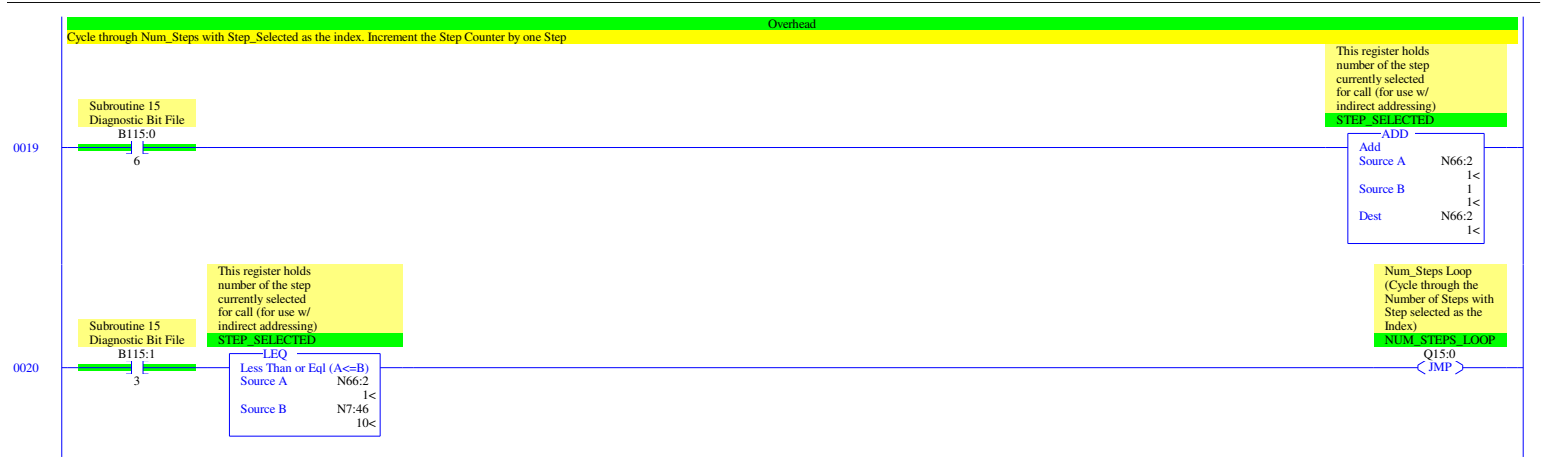 Overhead
Cycle through Num_Steps with Step_Selected as the index. Increment the Step Counter by one Step
This register holds
number of the step
currently selected
for call (for use w/
indirect addressing)
STEP_SELECTED
Subroutine 15
Diagnostic Bit File
B115:0
6
0019
ADD
Add
Source A N66:2
1<
Source B 1
1<
Dest N66:2
1<
This register holds
number of the step
currently selected
for call (for use w/
indirect addressing)
STEP_SELECTED
Subroutine 15
Diagnostic Bit File
B115:1
3
0020
LEQ
Less Than or Eql (A<=B)
Source A N66:2
1<
Source B N7:46
10<
Num_Steps Loop
(Cycle through the
Number of Steps with
Step selected as the
Index)
NUM_STEPS_LOOP
Q15:0
JMP